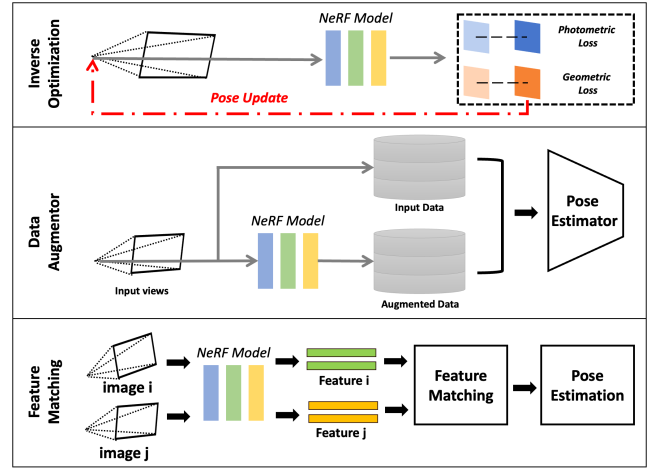 Inverse
Optimization
NeRF Model
Photometric
Loss
Geometric
Loss
Pose Update
Data
Augmentor
Input views
NeRF Model
Input Data
Augmented Data
Pose
Estimator
Feature
Matching
image i
image j
NeRF Model
Feature i
Feature j
Feature
Matching
Pose
Estimation